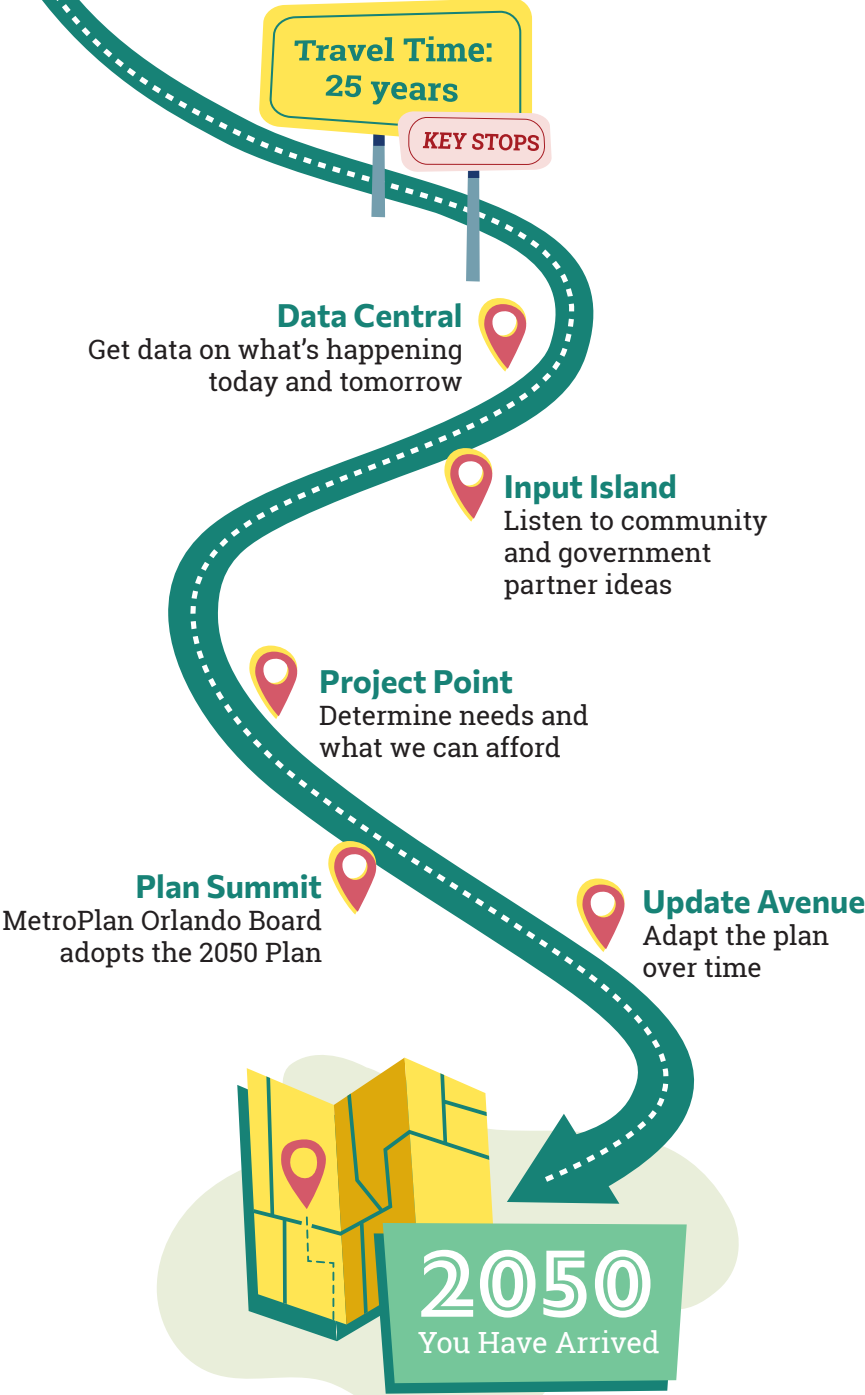 Travel Time:
25 years
KEY STOPS
Data Central
Get data on what’s happening
today and tomorrow
Input Island
Listen to community
and government
partner ideas
Project Point
Determine needs and
what we can afford
Plan Summit
MetroPlan Orlando Board
adopts the 2050 Plan
Update Avenue
Adapt the plan
over time
2050
You Have Arrived